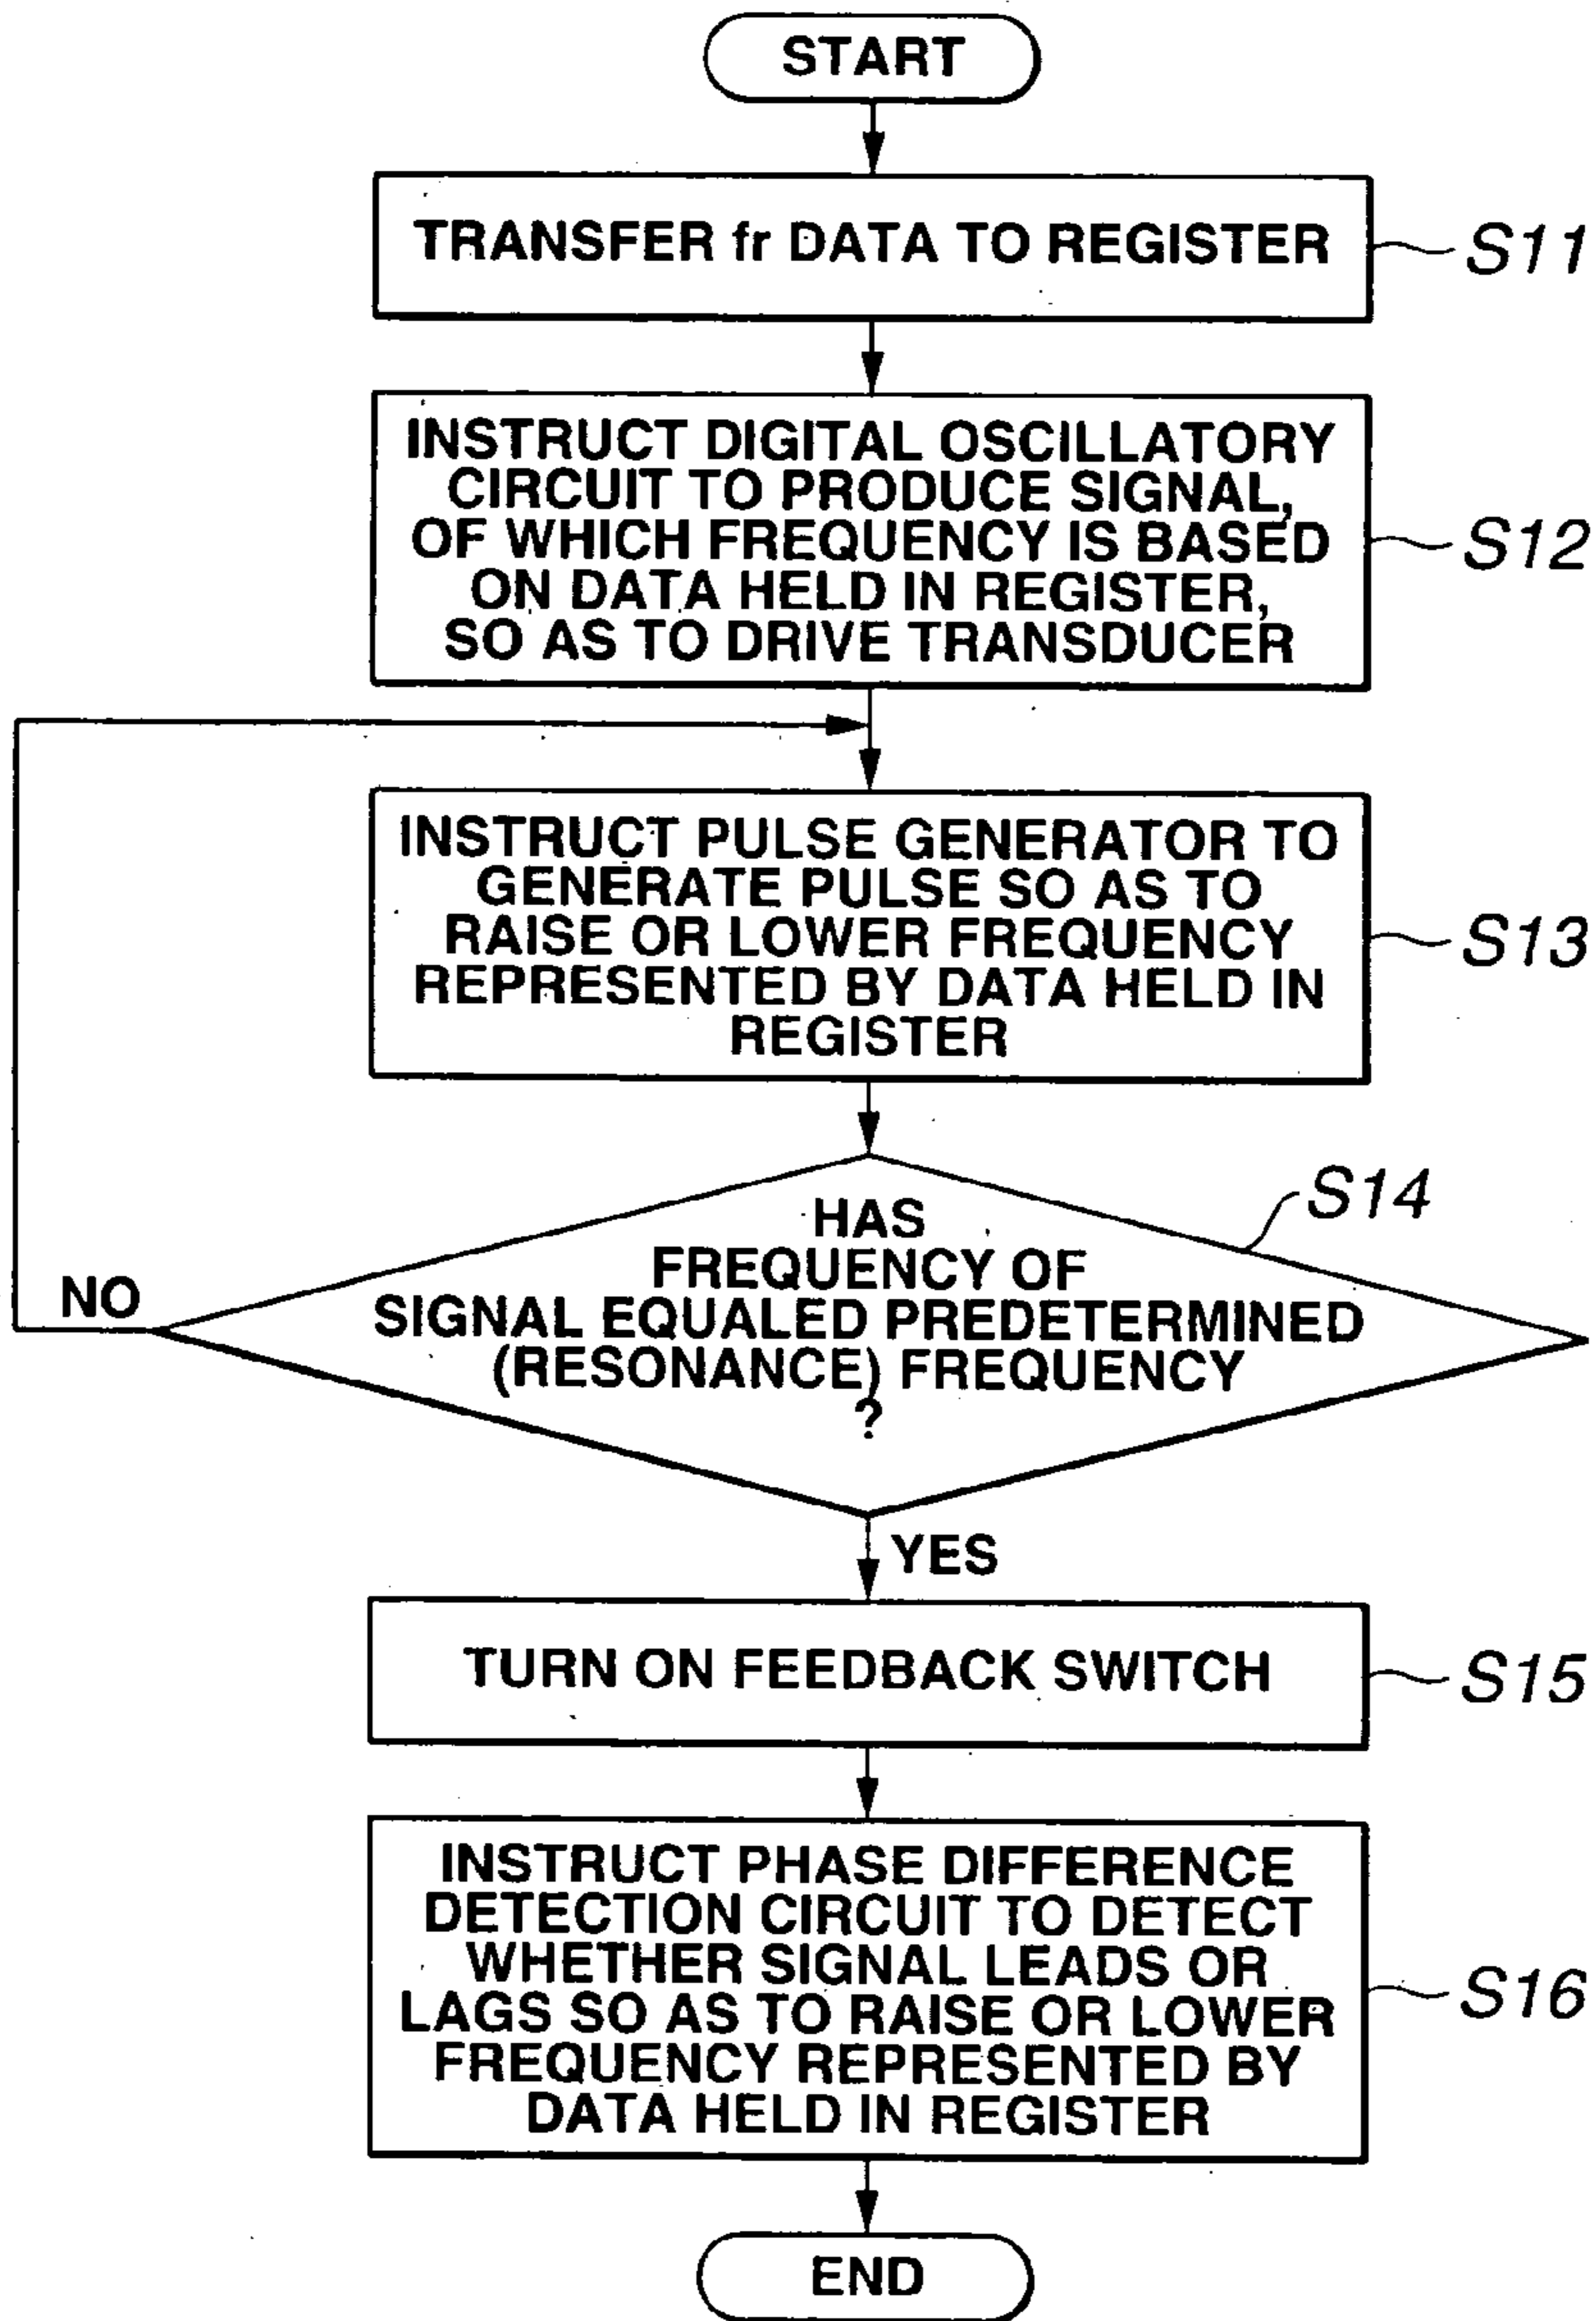 START
TRANSFER fr DATA TO REGISTER
S11
INSTRUCT DIGITAL OSCILLATORY
CIRCUIT TO PRODUCE SIGNAL,
OF WHICH FREQUENCY IS BASED
ON DATA HELD IN REGISTER,
SO AS TO DRIVE TRANSDUCER
S12
INSTRUCT PULSE GENERATOR TO
GENERATE PULSE SO AS TO
RAISE OR LOWER FREQUENCY
REPRESENTED BY DATA HELD IN
REGISTER
S13
HAS
FREQUENCY OF
SIGNAL EQUALED PREDETERMINED
(RESONANCE) FREQUENCY
?
S14
NO
YES
TURN ON FEEDBACK SWITCH
S15
INSTRUCT PHASE DIFFERENCE
DETECTION CIRCUIT TO DETECT
WHETHER SIGNAL LEADS OR
LAGS SO AS TO RAISE OR LOWER
FREQUENCY REPRESENTED BY
DATA HELD IN REGISTER
S16
END